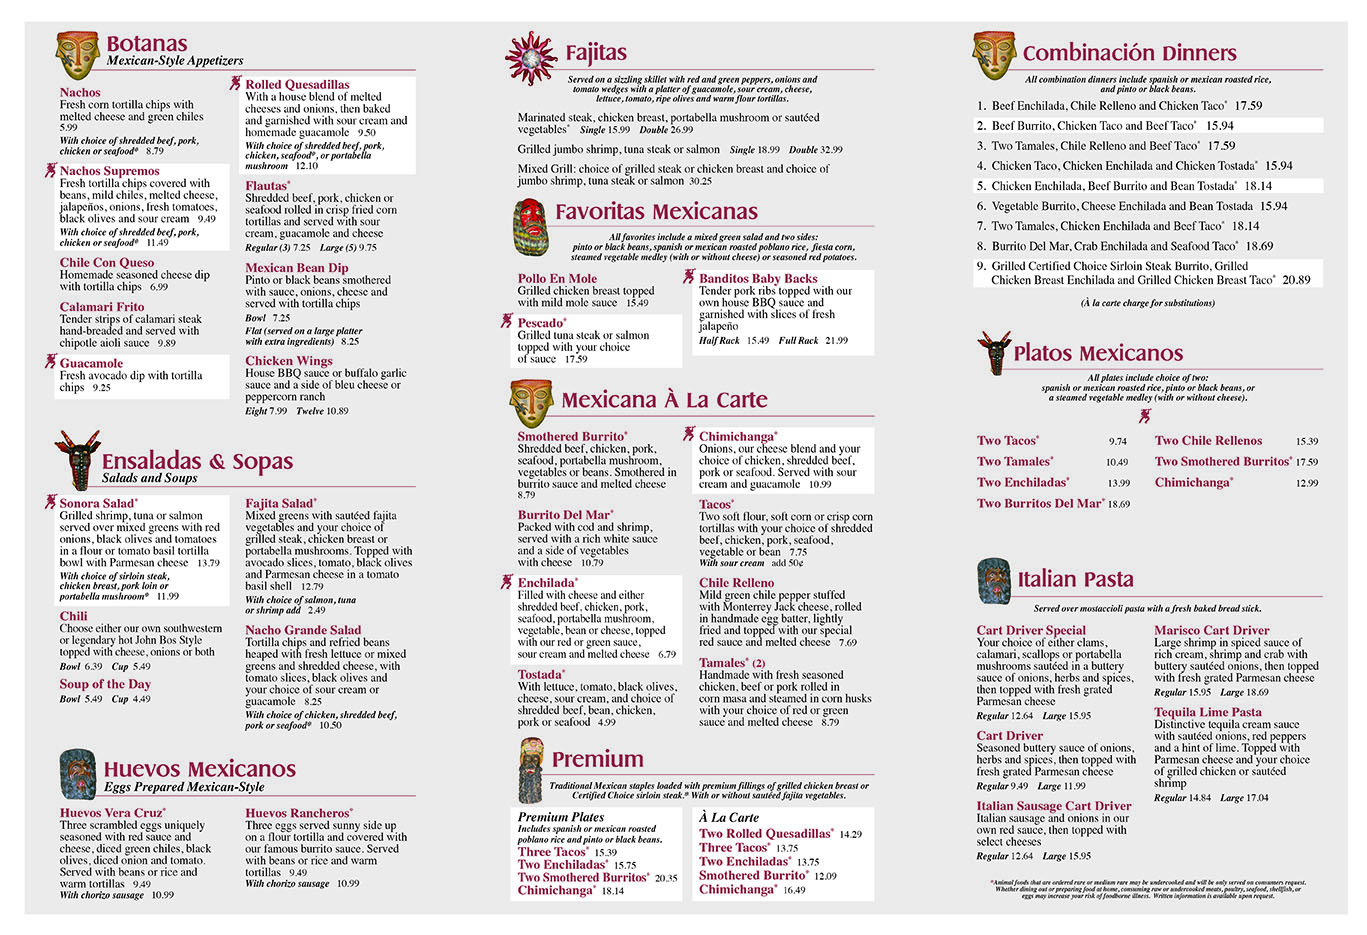 Botanas
Mexican-Style Appetizers
Nachos
Fresh corn tortilla chips with
melted cheese and green chiles
5.99
With choice of shredded beef, pork,
chicken or seafood* 8.79
Nachos Supremos
Fresh tortilla chips covered with
beans, mild chiles, melted cheese,
jalapeños, onions, fresh tomatoes,
black olives and sour cream 9.49
With choice of shredded beef, pork,
chicken or seafood* 11.49
Chile Con Queso
Homemade seasoned cheese dip
with tortilla chips 6.99
Calamari Frito
Tender strips of calamari steak
hand-breaded and served with
chipotle aioli sauce 9.89
Guacamole
Fresh avocado dip with tortilla
chips 9.25
Rolled Quesadillas
With a house blend of melted
cheeses and onions, then baked
and garnished with sour cream and
homemade guacamole 9.50
With choice of shredded beef, pork,
chicken, seafood*, or portabella
mushroom 12.10
Flautas*
Shredded beef, pork, chicken or
seafood rolled in crisp fried corn
tortillas and served with sour
cream, guacamole and cheese
Regular (3) 7.25 Large (5) 9.75
Mexican Bean Dip
Pinto or black beans smothered
with sauce, onions, cheese and
served with tortilla chips
Bowl 7.25
Flat (served on a large platter
with extra ingredients) 8.25
Chicken Wings
House BBQ sauce or buffalo garlic
sauce and a side of bleu cheese or
peppercorn ranch
Eight 7.99 Twelve 10.89
Ensaladas & Sopas
Salads and Soups
Sonora Salad*
Grilled shrimp, tuna or salmon
served over mixed greens with red
onions, black olives and tomatoes
in a flour or tomato basil tortilla
bowl with Parmesan cheese 13.79
With choice of sirloin steak,
chicken breast, pork loin or
portabella mushroom* 11.99
Chili
Choose either our own southwestern
or legendary hot John Bos Style
topped with cheese, onions or both
Bowl 6.39 Cup 5.49
Soup of the Day
Bowl 5.49 Cup 4.49
Fajita Salad*
Mixed greens with sautéed fajita
vegetables and your choice of
grilled steak, chicken breast or
portabella mushrooms. Topped with
avocado slices, tomato, black olives
and Parmesan cheese in a tomato
basil shell 12.79
With choice of salmon, tuna
or shrimp add 2.49
Nacho Grande Salad
Tortilla chips and refried beans
heaped with fresh lettuce or mixed
greens and shredded cheese, with
tomato slices, black olives and
your choice of sour cream or
guacamole 8.25
With choice of chicken, shredded beef,
pork or seafood* 10.50
Huevos Mexicanos
Eggs Prepared Mexican-Style
Huevos Vera Cruz*
Three scrambled eggs uniquely
seasoned with red sauce and
cheese, diced green chiles, black
olives, diced onion and tomato.
Served with beans or rice and
warm tortillas 9.49
With chorizo sausage 10.99
Huevos Rancheros*
Three eggs served sunny side up
on a flour tortilla and covered with
our famous burrito sauce. Served
with beans or rice and warm
tortillas 9.49
With chorizo sausage 10.99
Fajitas
Served on a sizzling skillet with red and green peppers, onions and
tomato wedges with a platter of guacamole, sour cream, cheese,
lettuce, tomato, ripe olives and warm flour tortillas.
Marinated steak, chicken breast, portabella mushroom or sautéed
vegetables* Single 15.99 Double 26.99
Grilled jumbo shrimp, tuna steak or salmon Single 18.99 Double 32.99
Mixed Grill: choice of grilled steak or chicken breast and choice of
jumbo shrimp, tuna steak or salmon 30.25
Favoritas Mexicanas
All favorites include a mixed green salad and two sides:
pinto or black beans, spanish or mexican roasted poblano rice, fiesta corn,
steamed vegetable medley (with or without cheese) or seasoned red potatoes.
Pollo En Mole
Grilled chicken breast topped
with mild mole sauce 15.49
Pescado*
Grilled tuna steak or salmon
topped with your choice
of sauce 17.59
Banditos Baby Backs
Tender pork ribs topped with our
own house BBQ sauce and
garnished with slices of fresh
jalapeño
Half Rack 15.49 Full Rack 21.99
Mexicana À La Carte
Smothered Burrito*
Shredded beef, chicken, pork,
seafood, portabella mushroom,
vegetables or beans. Smothered in
burrito sauce and melted cheese
8.79
Burrito Del Mar*
Packed with cod and shrimp,
served with a rich white sauce
and a side of vegetables
with cheese 10.79
Enchilada*
Filled with cheese and either
shredded beef, chicken, pork,
seafood, portabella mushroom,
vegetable, bean or cheese, topped
with our red or green sauce,
sour cream and melted cheese 6.79
Tostada*
With lettuce, tomato, black olives,
cheese, sour cream, and choice of
shredded beef, bean, chicken,
pork or seafood 4.99
Chimichanga*
Onions, our cheese blend and your
choice of chicken, shredded beef,
pork or seafood. Served with sour
cream and guacamole 10.99
Tacos*
Two soft flour, soft corn or crisp corn
tortillas with your choice of shredded
beef, chicken, pork, seafood,
vegetable or bean 7.75
With sour cream add 50¢
Chile Relleno
Mild green chile pepper stuffed
with Monterrey Jack cheese, rolled
in handmade egg batter, lightly
fried and topped with our special
red sauce and melted cheese 7.69
Tamales* (2)
Handmade with fresh seasoned
chicken, beef or pork rolled in
corn masa and steamed in corn husks
with your choice of red or green
sauce and melted cheese 8.79
Premium
Traditional Mexican staples loaded with premium fillings of grilled chicken breast or
Certified Choice sirloin steak.* With or without sautéed fajita vegetables.
Premium Plates
Includes spanish or mexican roasted
poblano rice and pinto or black beans.
Three Tacos* 15.39
Two Enchiladas* 15.75
Two Smothered Burritos* 20.35
Chimichanga* 18.14
À La Carte
Two Rolled Quesadillas* 14.29
Three Tacos* 13.75
Two Enchiladas* 13.75
Smothered Burrito* 12.09
Chimichanga* 16.49
Combinación Dinners
All combination dinners include spanish or mexican roasted rice,
and pinto or black beans.
1. Beef Enchilada, Chile Relleno and Chicken Taco* 17.59
2. Beef Burrito, Chicken Taco and Beef Taco* 15.94
3. Two Tamales, Chile Relleno and Beef Taco* 17.59
4. Chicken Taco, Chicken Enchilada and Chicken Tostada* 15.94
5. Chicken Enchilada, Beef Burrito and Bean Tostada* 18.14
6. Vegetable Burrito, Cheese Enchilada and Bean Tostada 15.94
7. Two Tamales, Chicken Enchilada and Beef Taco* 18.14
8. Burrito Del Mar, Crab Enchilada and Seafood Taco* 18.69
9. Grilled Certified Choice Sirloin Steak Burrito, Grilled
Chicken Breast Enchilada and Grilled Chicken Breast Taco* 20.89
(À la carte charge for substitutions)
Platos Mexicanos
All plates include choice of two:
spanish or mexican roasted rice, pinto or black beans, or
a steamed vegetable medley (with or without cheese).
Two Tacos* 9.74
Two Tamales* 10.49
Two Enchiladas* 13.99
Two Burritos Del Mar* 18.69
Two Chile Rellenos 15.39
Two Smothered Burritos* 17.59
Chimichanga* 12.99
Italian Pasta
Served over mostaccioli pasta with a fresh baked bread stick.
Cart Driver Special
Your choice of either clams,
calamari, scallops or portabella
mushrooms sautéed in a buttery
sauce of onions, herbs and spices,
then topped with fresh grated
Parmesan cheese
Regular 12.64 Large 15.95
Cart Driver
Seasoned buttery sauce of onions,
herbs and spices, then topped with
fresh grated Parmesan cheese
Regular 9.49 Large 11.99
Italian Sausage Cart Driver
Italian sausage and onions in our
own red sauce, then topped with
select cheeses
Regular 12.64 Large 15.95
Marisco Cart Driver
Large shrimp in spiced sauce of
rich cream, shrimp and crab with
buttery sautéed onions, then topped
with fresh grated Parmesan cheese
Regular 15.95 Large 18.69
Tequila Lime Pasta
Distinctive tequila cream sauce
with sautéed onions, red peppers
and a hint of lime. Topped with
Parmesan cheese and your choice
of grilled chicken or sautéed
shrimp
Regular 14.84 Large 17.04
*Animal foods that are ordered rare or medium rare may be undercooked and will be only served on consumers request.
Whether dining out or preparing food at home, consuming raw or undercooked meats, poultry, seafood, shellfish, or
eggs may increase your risk of foodborne illness. Written information is available upon request.